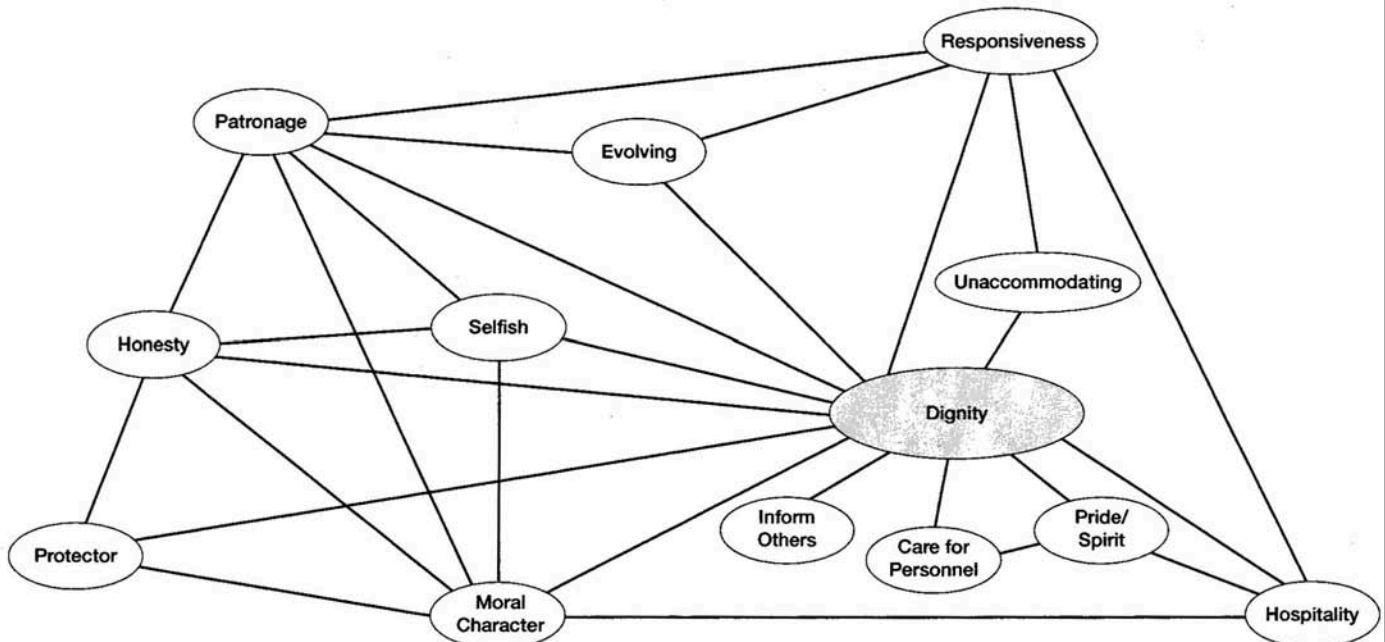 Responsiveness
Patronage
Evolving
Unaccommodating
Selfish
Honesty
Dignity
Inform
Others
Pride/
Spirit
Care for
Personnel
Protector
Moral
Character
Hospitality